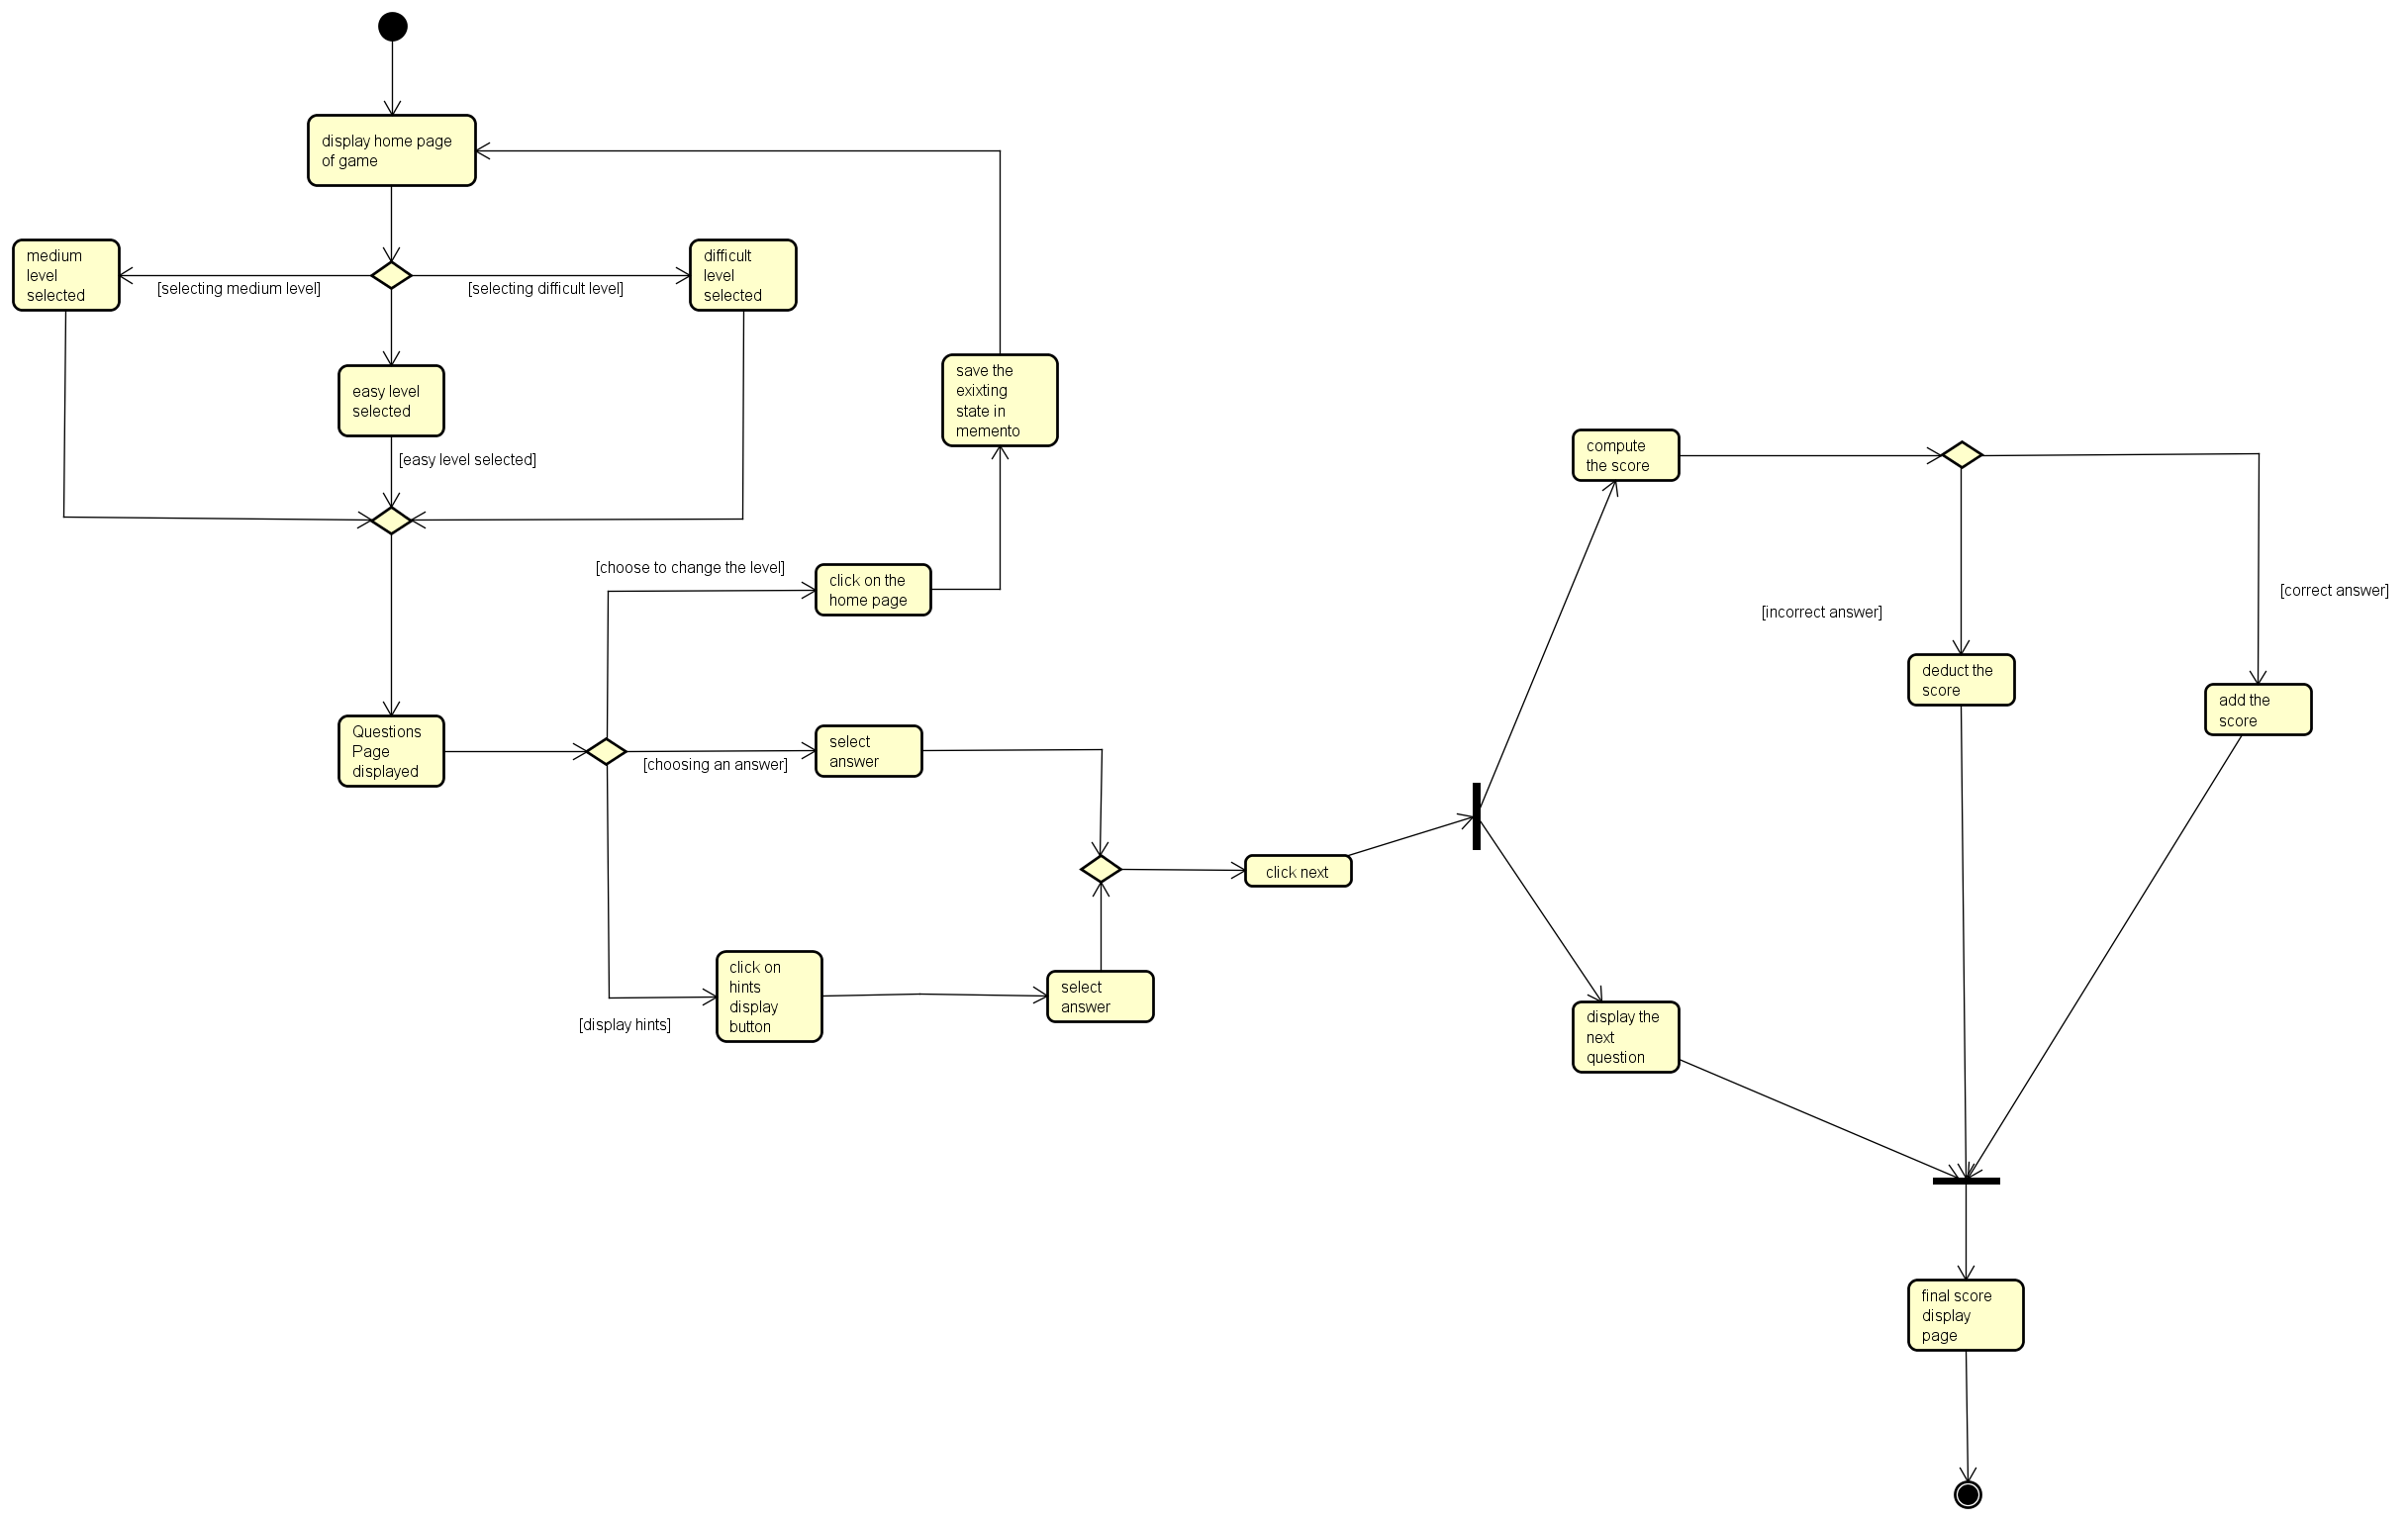 display home page
of game
medium
level
selected
[selecting medium level]
[selecting difficult level]
difficult
level
selected
easy level
selected
[easy level selected]
save the
exixting
state in
memento
[choose to change the level]
click on the
home page
Questions
Page
displayed
[choosing an answer]
select
answer
[display hints]
click on
hints
display
button
select
answer
click next
compute
the score
[incorrect answer]
[correct answer]
deduct the
score
add the
score
display the
next
question
final score
display
page